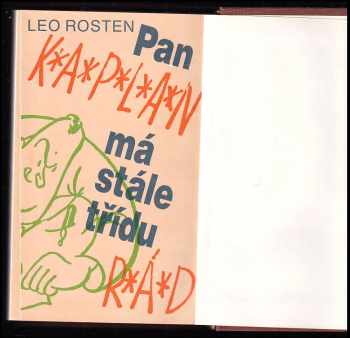 LEO ROSTEN
Pan
K*A*P*L*A*N
má
stále
třídu
R*Á*D